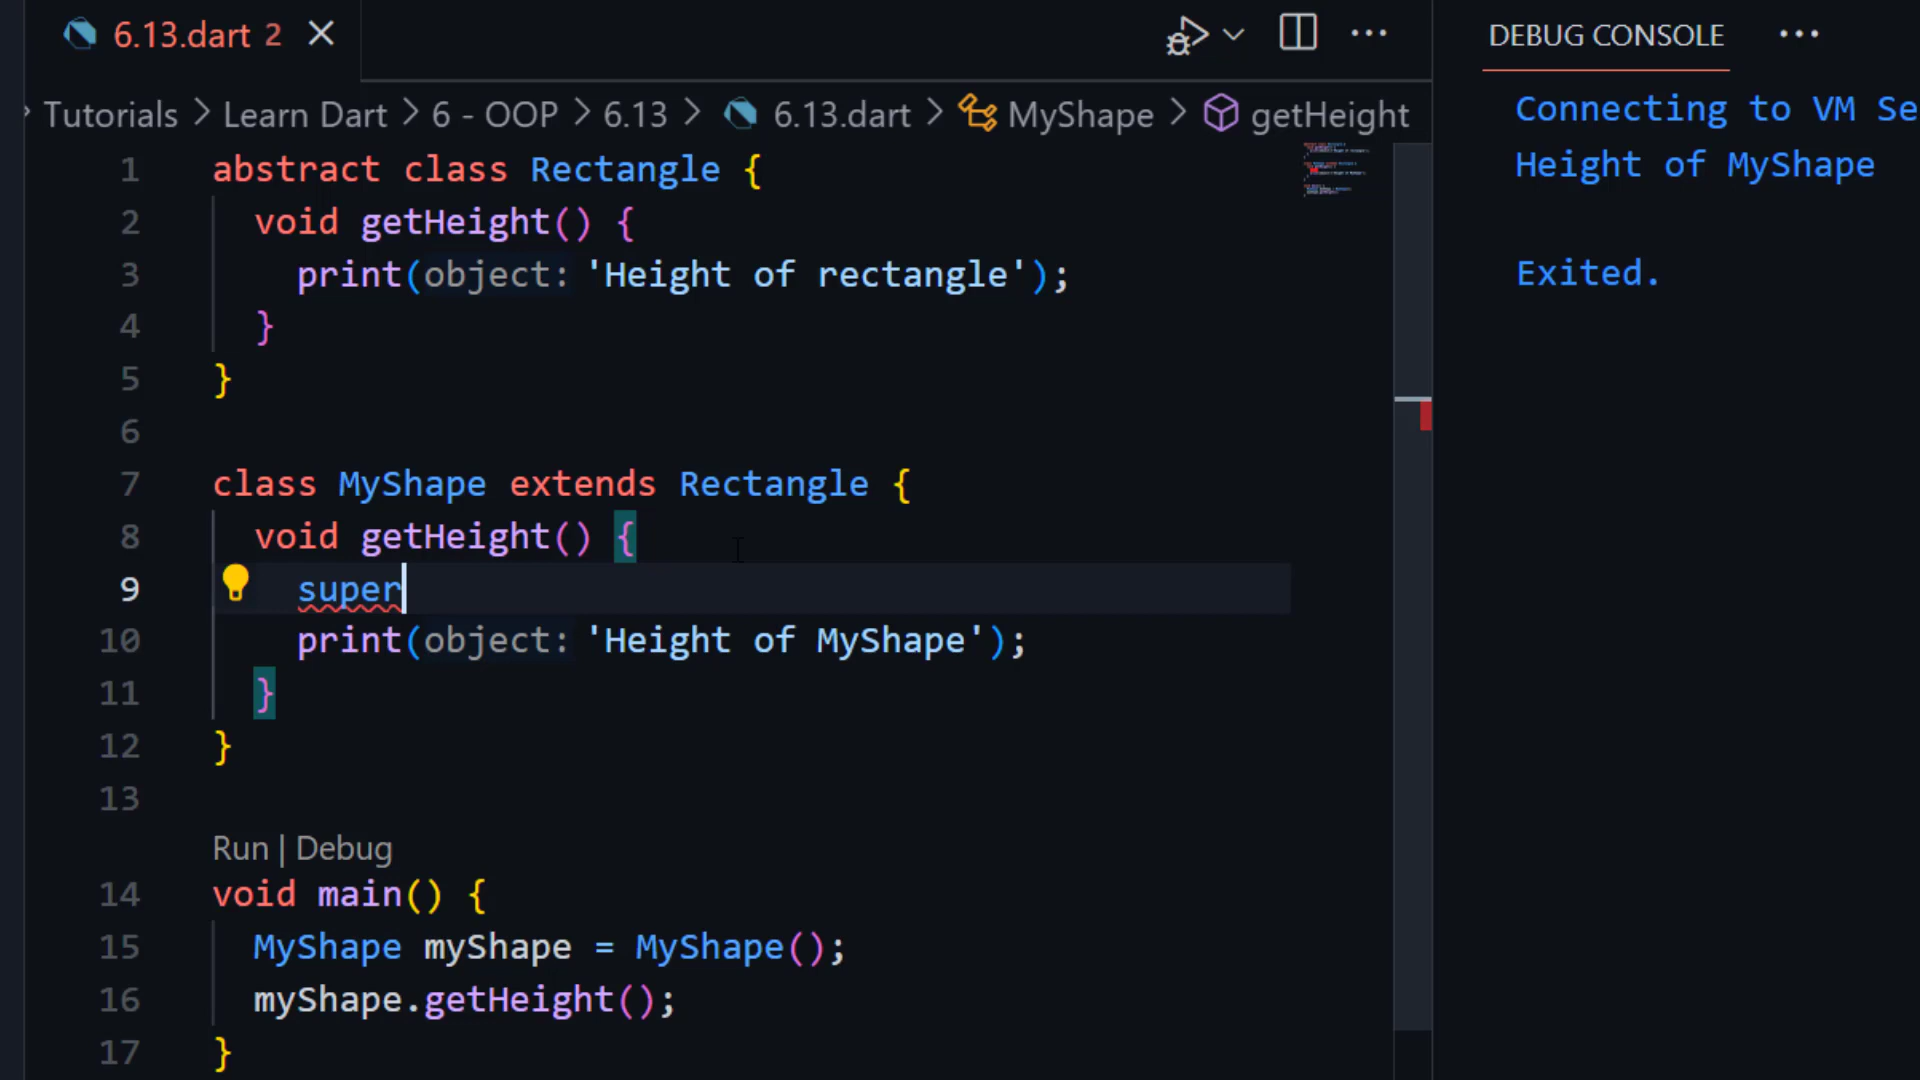 6.13.dart 2
Tutorials > Learn Dart > 6 - OOP > 6.13 > 6.13.dart > MyShape > getHeight
1 abstract class Rectangle {
2 void getHeight() {
3 print(object: 'Height of rectangle');
4 }
5 }
6
7 class MyShape extends Rectangle {
8 void getHeight() {
9 super
10 print(object: 'Height of MyShape');
11 }
12 }
13
Run | Debug
14 void main() {
15 MyShape myShape = MyShape();
16 myShape.getHeight();
17 }
DEBUG CONSOLE
Connecting to VM Se
Height of MyShape
Exited.